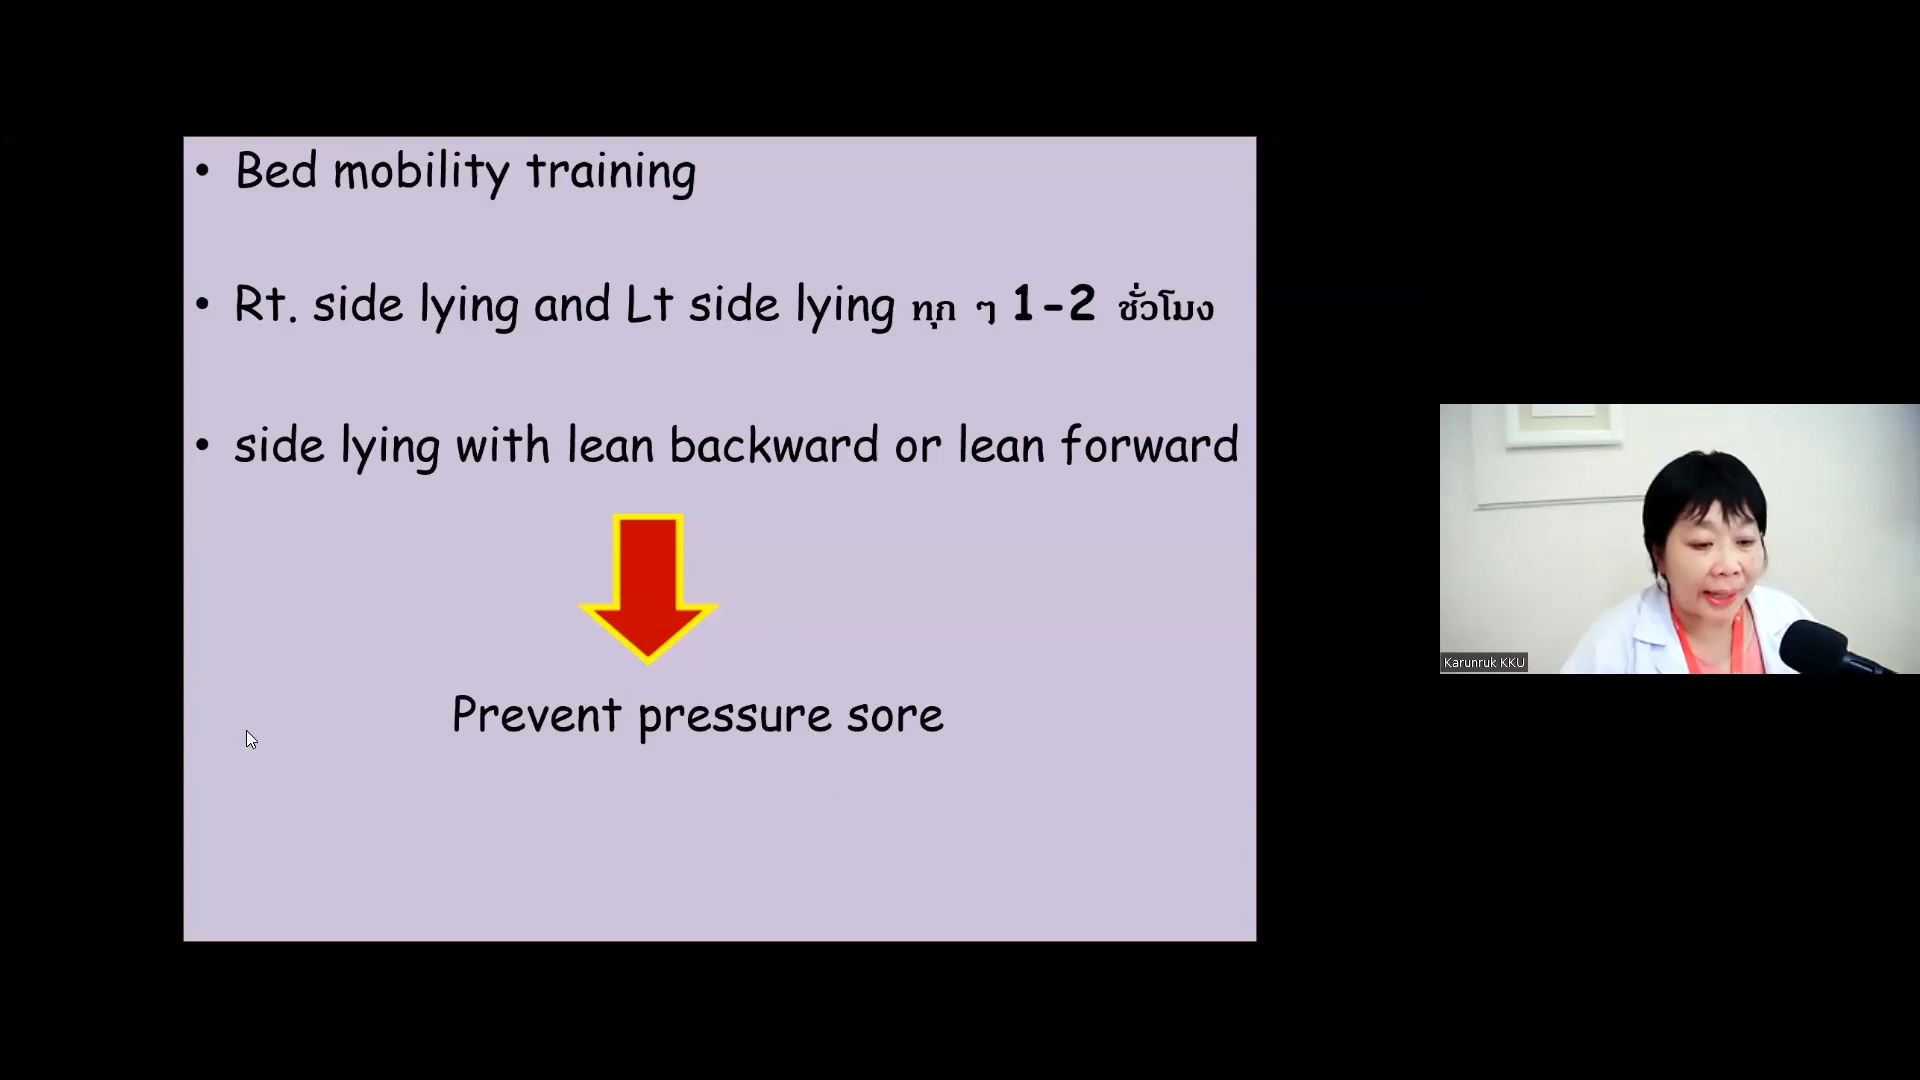 • Bed mobility training
• Rt. side lying and Lt side lying ทุก ๆ 1-2 ชั่วโมง
• side lying with lean backward or lean forward
Prevent pressure sore
Karunruk KKU